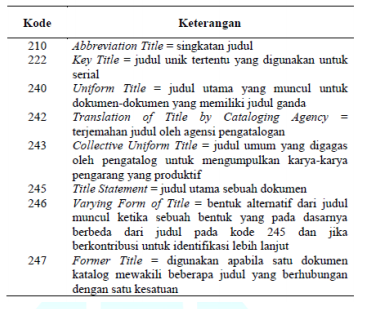 Kode Keterangan
210 Abbreviation Title = singkatan judul
222 Key Title = judul unik tertentu yang digunakan untuk
serial
240 Uniform Title = judul utama yang muncul untuk
dokumen-dokumen yang memiliki judul ganda
242 Translation of Title by Cataloging Agency =
terjemahan judul oleh agensi pengatalogan
243 Collective Uniform Title = judul umum yang digagas
oleh pengatalog untuk mengumpulkan karya-karya
pengarang yang produktif
245 Title Statement = judul utama sebuah dokumen
246 Varying Form of Title = bentuk alternatif dari judul
muncul ketika sebuah bentuk yang pada dasarnya
berbeda dari judul pada kode 245 dan jika
berkontribusi untuk identifikasi lebih lanjut
247 Former Title = digunakan apabila satu dokumen
katalog mewakili beberapa judul yang berhubungan
dengan satu kesatuan